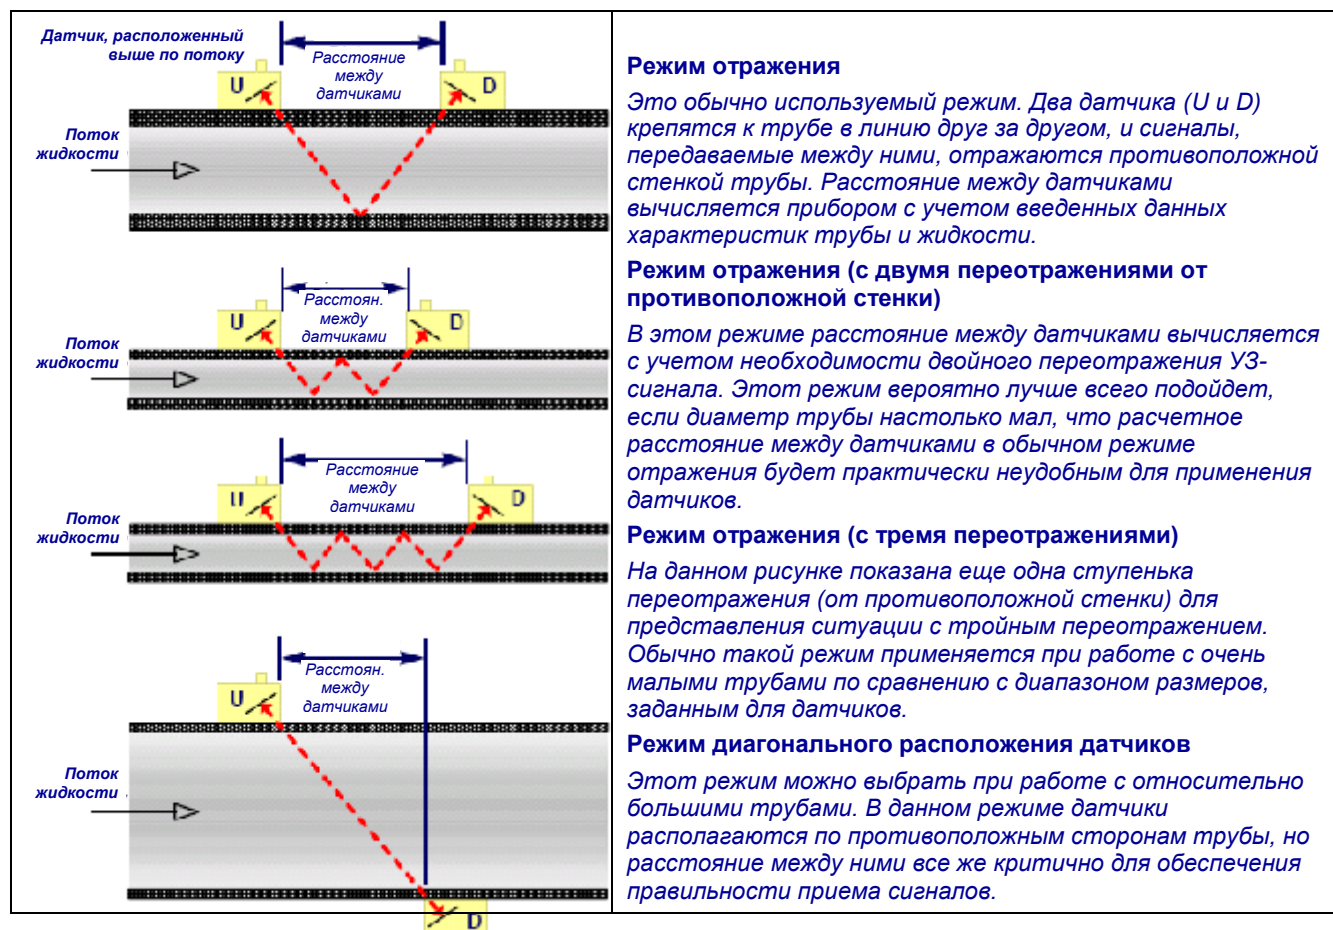 Датчик, расположенный
выше по потоку
Расстояние
между
датчиками
U
D
Поток
жидкости
Расстоян.
между
датчиками
U
D
Поток
жидкости
Расстояние
между
датчиками
U
D
Поток
жидкости
Расстоян.
между
датчиками
U
Поток
жидкости
D
Режим отражения
Это обычно используемый режим. Два датчика (U и D)
крепятся к трубе в линию друг за другом, и сигналы,
передаваемые между ними, отражаются противоположной
стенкой трубы. Расстояние между датчиками
вычисляется прибором с учетом введенных данных
характеристик трубы и жидкости.
Режим отражения (с двумя переотражениями от
противоположной стенки)
В этом режиме расстояние между датчиками вычисляется
с учетом необходимости двойного переотражения УЗ-
сигнала. Этот режим вероятно лучше всего подойдет,
если диаметр трубы настолько мал, что расчетное
расстояние между датчиками в обычном режиме
отражения будет практически неудобным для применения
датчиков.
Режим отражения (с тремя переотражениями)
На данном рисунке показана еще одна ступенька
переотражения (от противоположной стенки) для
представления ситуации с тройным переотражением.
Обычно такой режим применяется при работе с очень
малыми трубами по сравнению с диапазоном размеров,
заданным для датчиков.
Режим диагонального расположения датчиков
Этот режим можно выбрать при работе с относительно
большими трубами. В данном режиме датчики
располагаются по противоположным сторонам трубы, но
расстояние между ними все же критично для обеспечения
правильности приема сигналов.